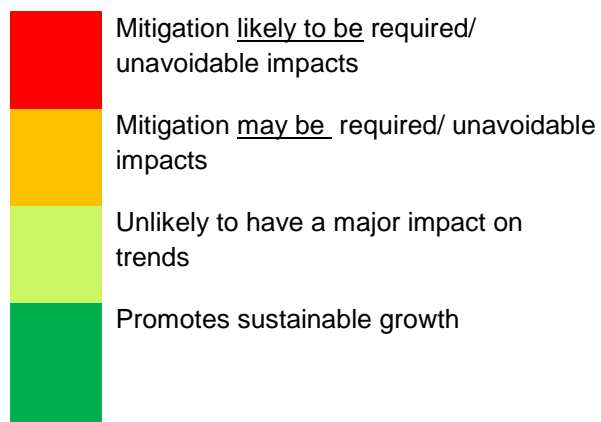 Mitigation likely to be required/
unavoidable impacts
Mitigation may be required/ unavoidable
impacts
Unlikely to have a major impact on
trends
Promotes sustainable growth